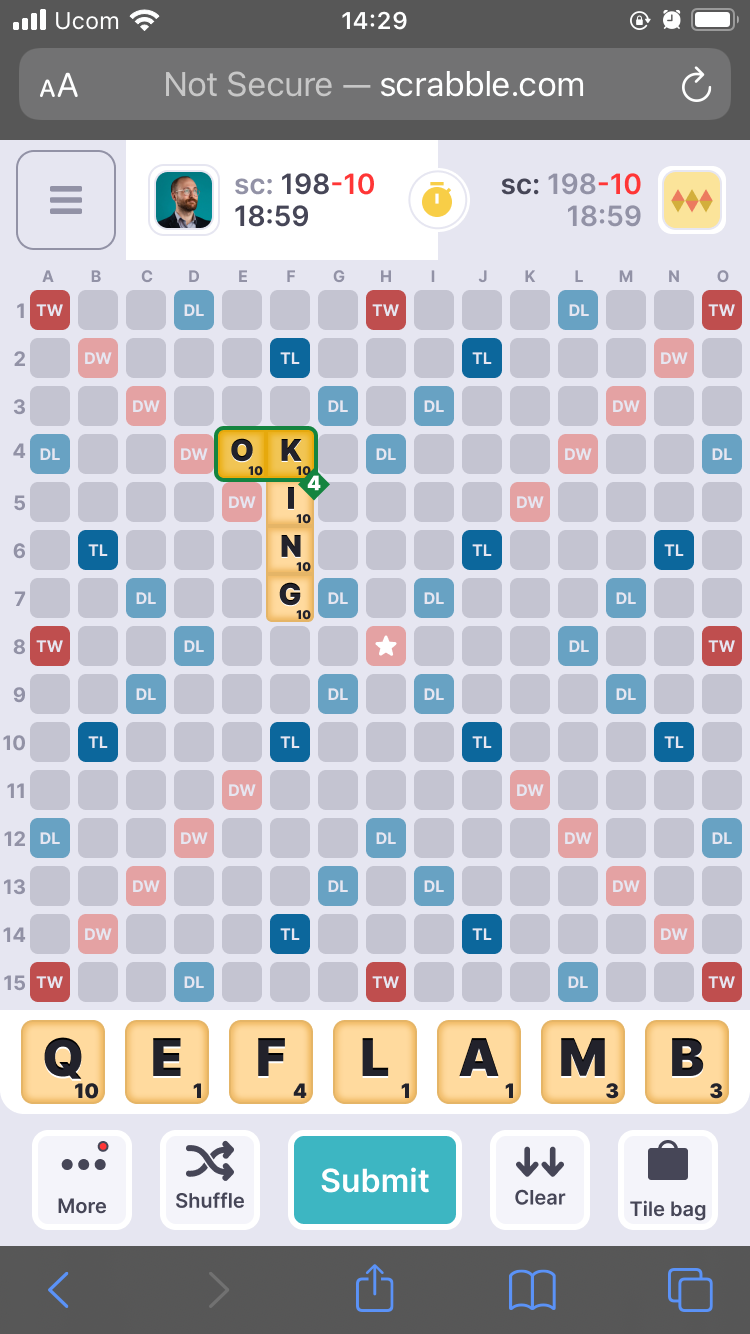 Ucom 14:29
AA Not Secure — scrabble.com
sc: 198-10 sc: 198-10
18:59 18:59
A B C D E F G H I J K L M N O
1 TW DL TW DL TW
2 DW TL TL DW
3 DW DL DL DW
4 DL DW O 10 K 10 DL DW DL
4
5 DW I 10 DW
6 TL N 10 TL TL
7 DL G 10 DL DL DL
8 TW DL DL TW
9 DL DL DL DL
10 TL TL TL TL
11 DW DW
12 DL DW DL DW DL
13 DW DL DL DW
14 DW TL TL DW
15 TW DL TW DL TW
Q 10 E 1 F 4 L 1 A 1 M 3 B 3
More Shuffle Submit Clear Tile bag